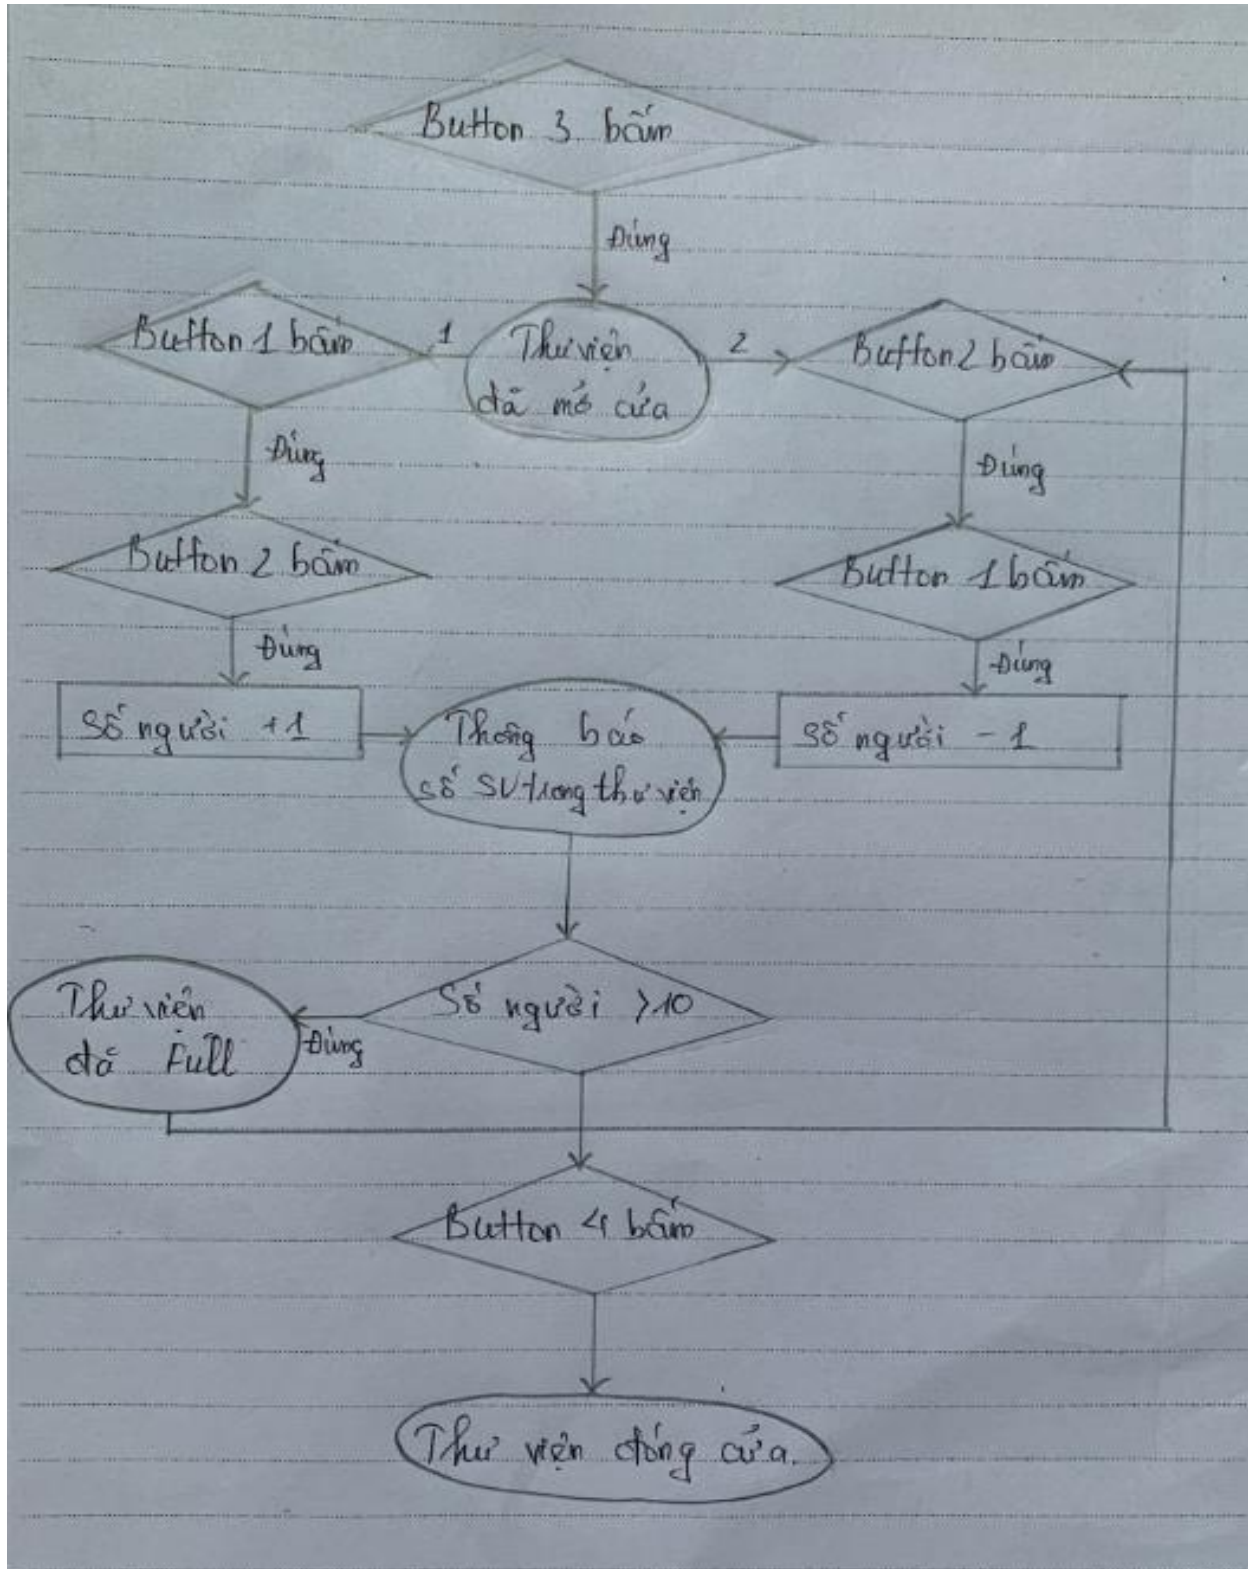 Button 3 bấm
Đúng
Button 1 bấm
1
Thư viện
đã mở cửa
2
Button 2 bấm
Đúng
Đúng
Button 2 bấm
Button 1 bấm
Đúng
Đúng
Số người +1
Thông báo
số SV trong thư viện
Số người - 1
Thư viện
đã Full
Đúng
Số người >10
Button 4 bấm
Thư viện đóng cửa.